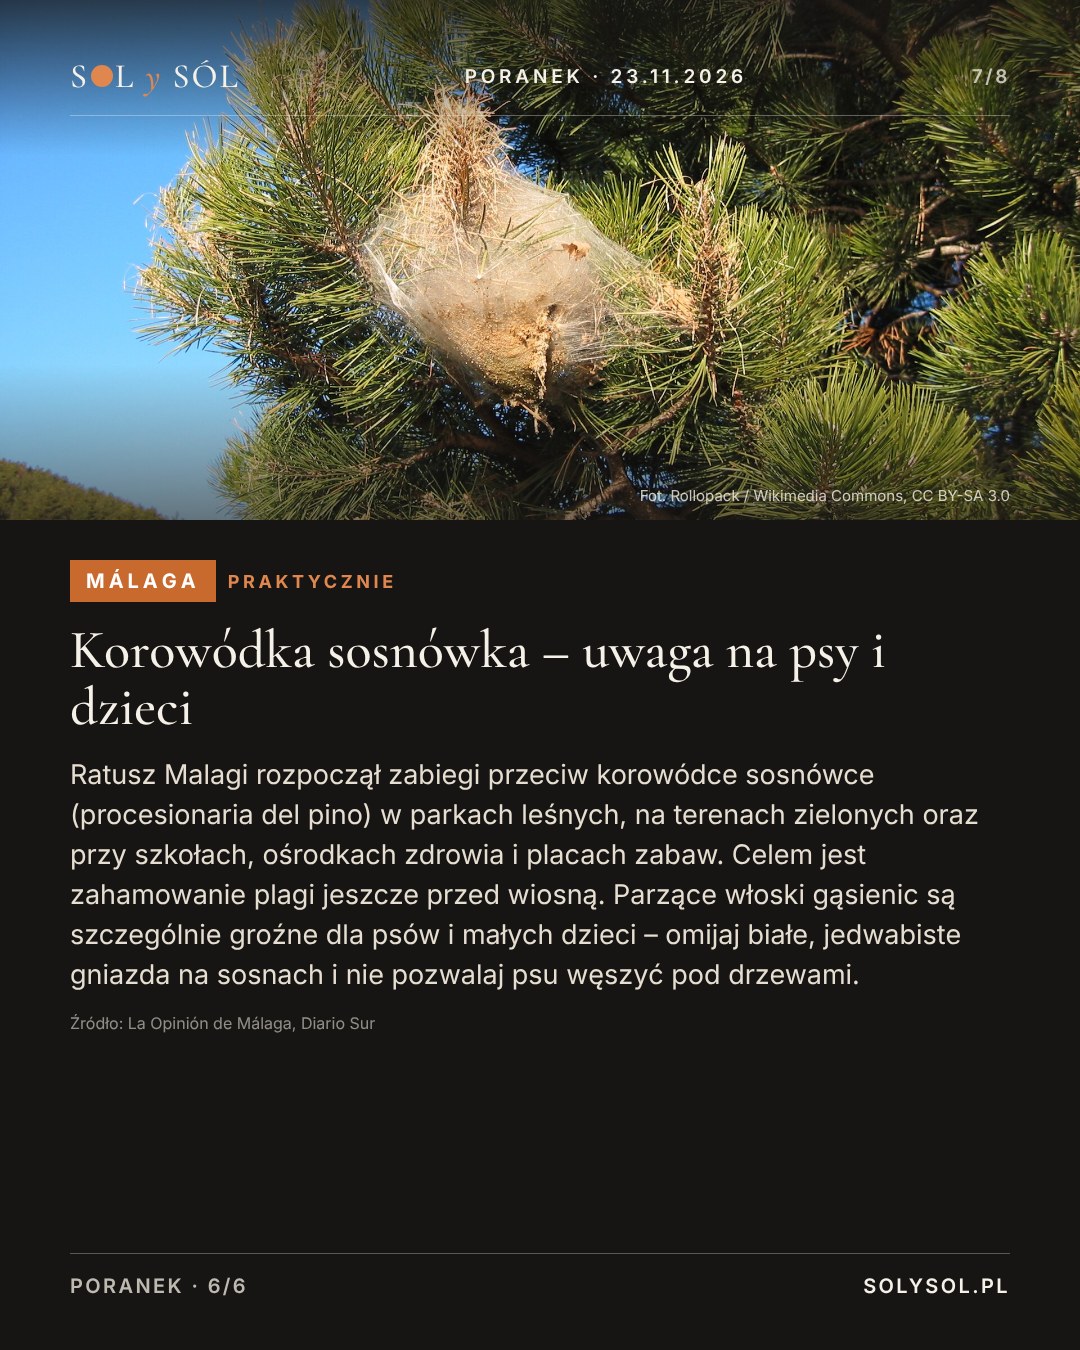 SOL y SÓL
PORANEK · 23.11.2026
7/8
Fot. Rollopack / Wikimedia Commons, CC BY-SA 3.0
MÁLAGA PRAKTYCZNIE
Korowódka sosnówka – uwaga na psy i
dzieci
Ratusz Malagi rozpoczął zabiegi przeciw korowódce sosnówce
(procesionaria del pino) w parkach leśnych, na terenach zielonych oraz
przy szkołach, ośrodkach zdrowia i placach zabaw. Celem jest
zahamowanie plagi jeszcze przed wiosną. Parzące włoski gąsienic są
szczególnie groźne dla psów i małych dzieci – omijaj białe, jedwabiste
gniazda na sosnach i nie pozwalaj psu węszyć pod drzewami.
Źródło: La Opinión de Málaga, Diario Sur
PORANEK · 6/6
SOLYSOL.PL